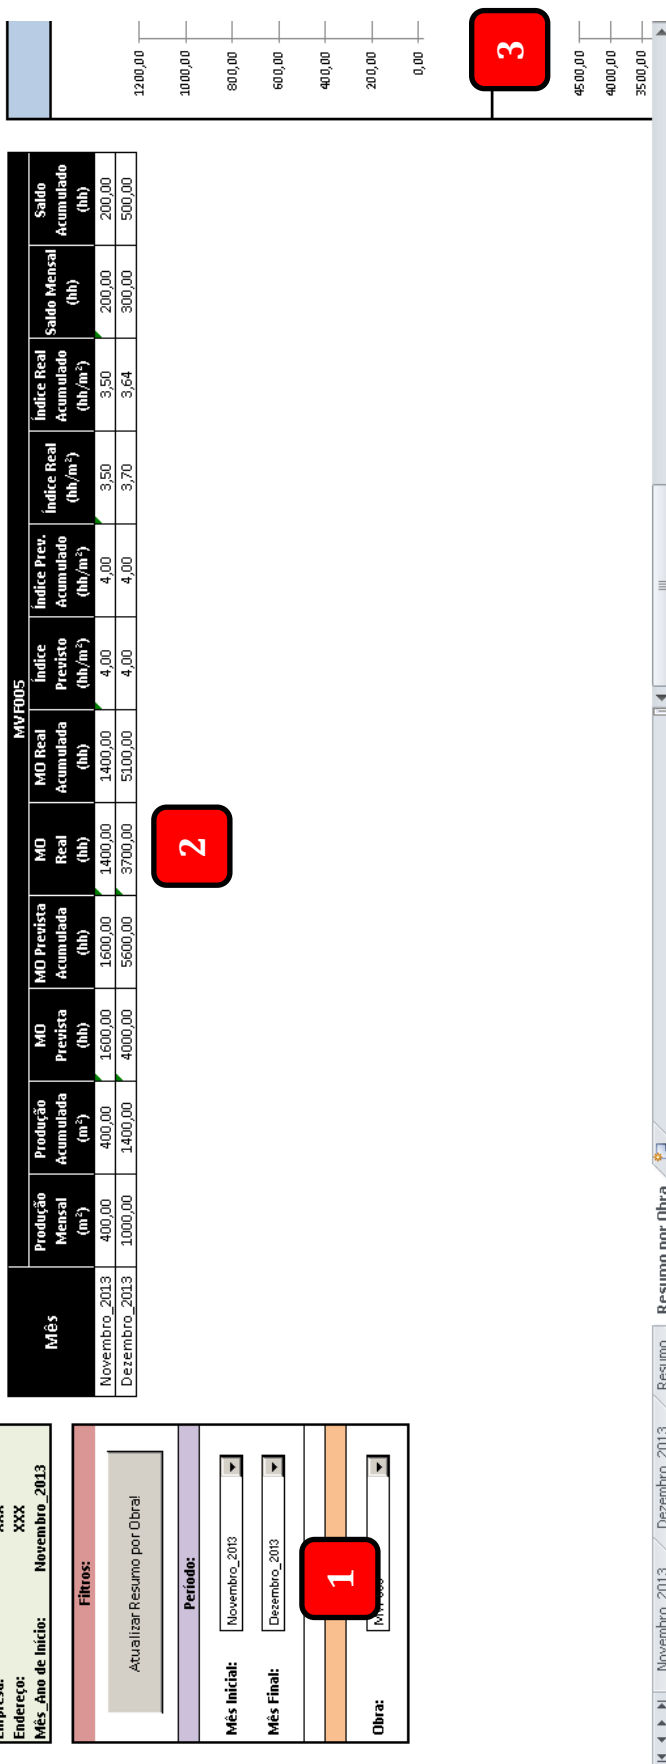 Empresa: XXX
Endereço: XXX
Mês_Ano de Início: Novembro_2013
Filtros:
Atualizar Resumo por Obra!
Período:
Mês Inicial: Novembro_2013
Mês Final: Dezembro_2013
Obra:
1
MVF005
Mês
Produção Mensal (m²)
Produção Acumulada (m²)
MO Prevista (hh)
MO Prevista Acumulada (hh)
MO Real (hh)
MO Real Acumulada (hh)
Índice Previsto (hh/m²)
Índice Prev. Acumulado (hh/m²)
Índice Real (hh/m²)
Índice Real Acumulado (hh/m²)
Saldo Mensal (hh)
Saldo Acumulado (hh)
Novembro_2013 400,00 400,00 1600,00 1600,00 1400,00 1400,00 4,00 4,00 3,50 3,50 200,00 200,00
Dezembro_2013 1000,00 1400,00 4000,00 5600,00 3700,00 5100,00 4,00 4,00 3,70 3,64 300,00 500,00
2
1200,00
1000,00
800,00
600,00
400,00
200,00
0,00
3
4500,00
4000,00
3500,00
Novembro_2013 Dezembro_2013 Resumo Resumo por Obra